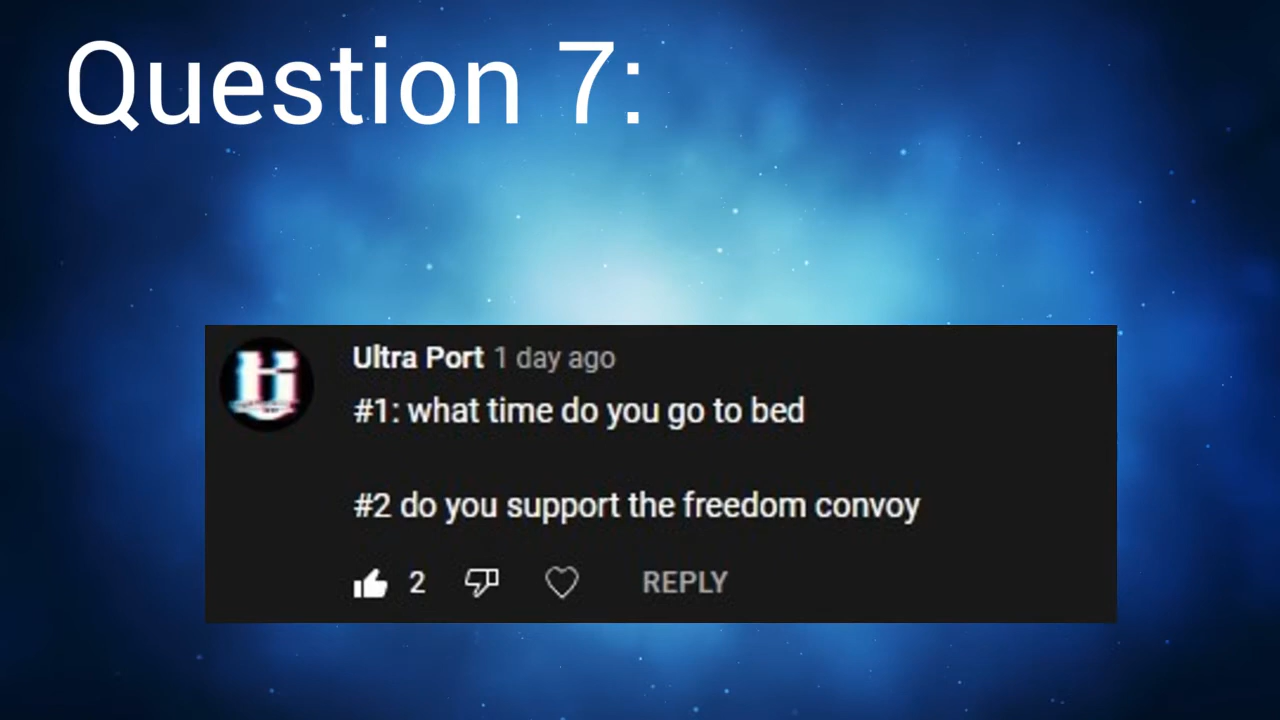 Question 7:
Ultra Port 1 day ago
#1: what time do you go to bed
#2 do you support the freedom convoy
2 REPLY